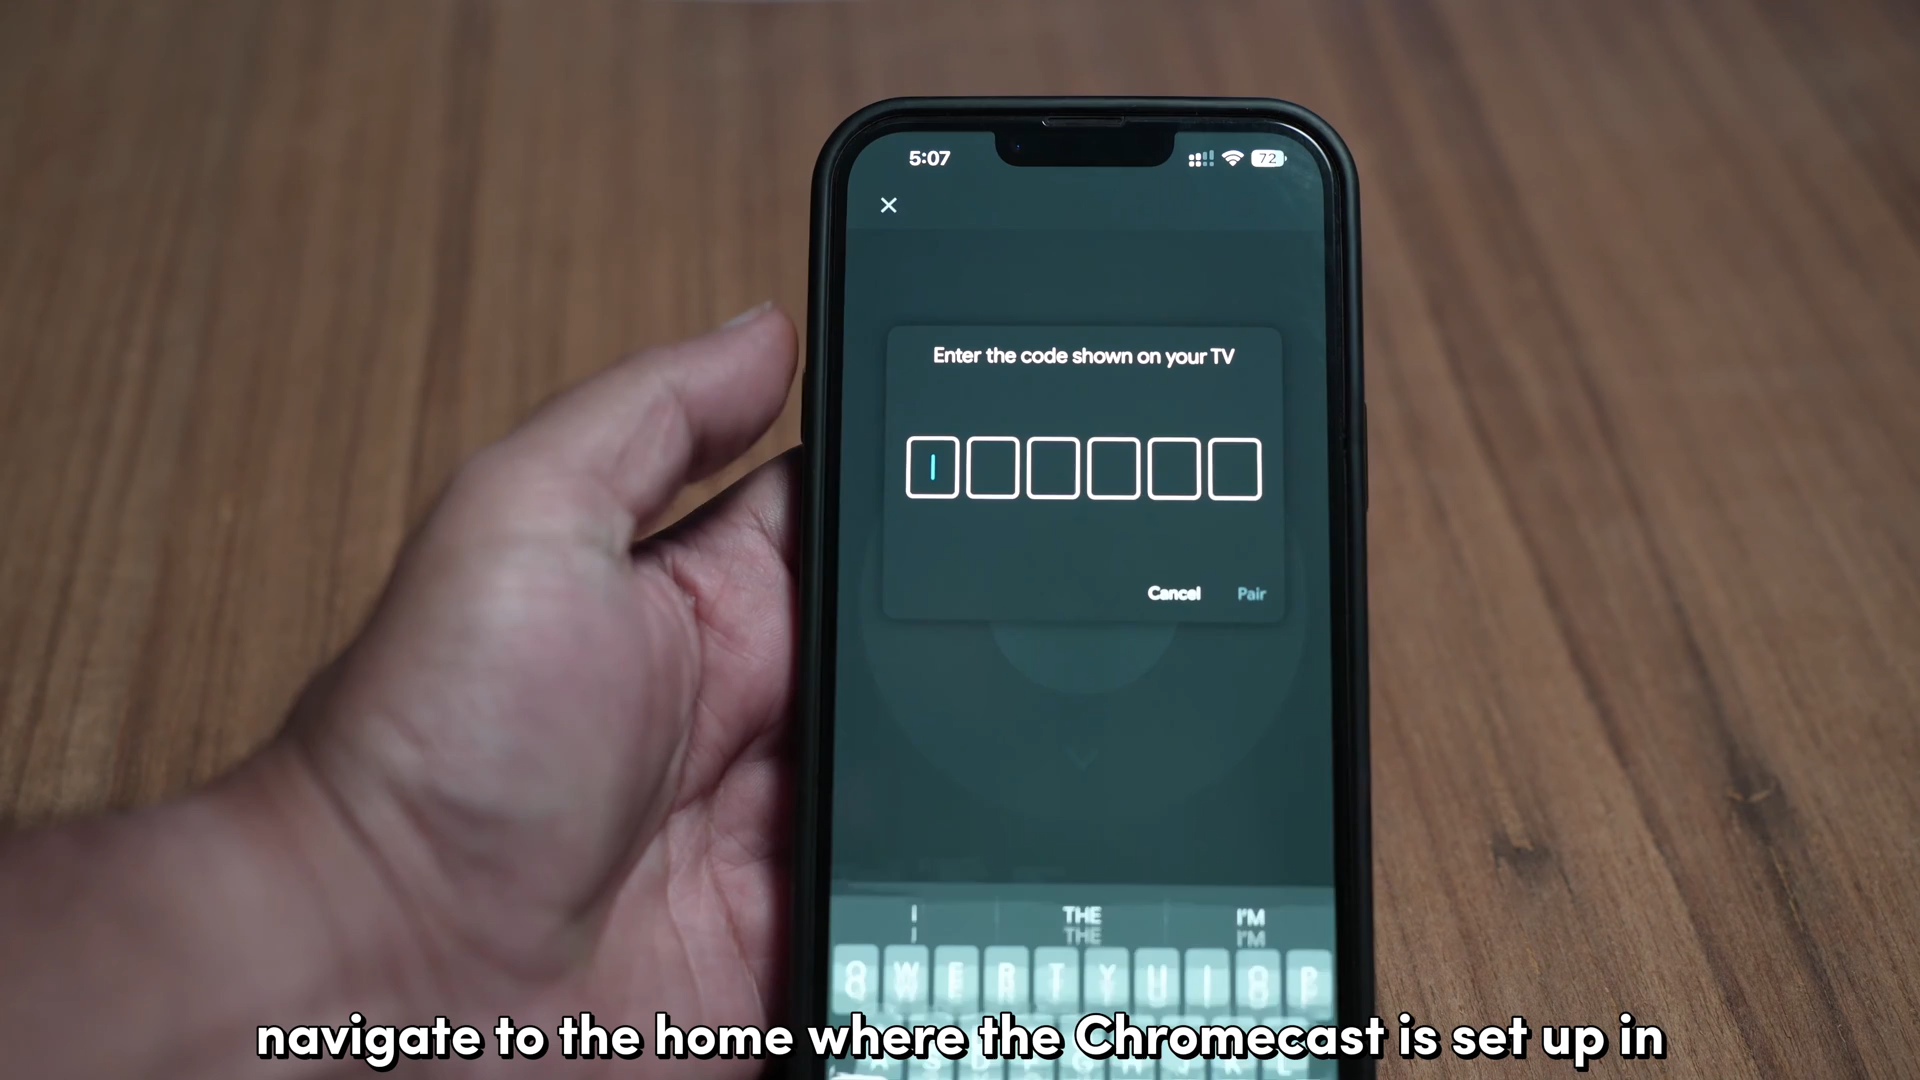 5:07
72
Enter the code shown on your TV
Cancel Pair
I THE I'M
I THE I'M
W E R T Y U I P
navigate to the home where the Chromecast is set up in